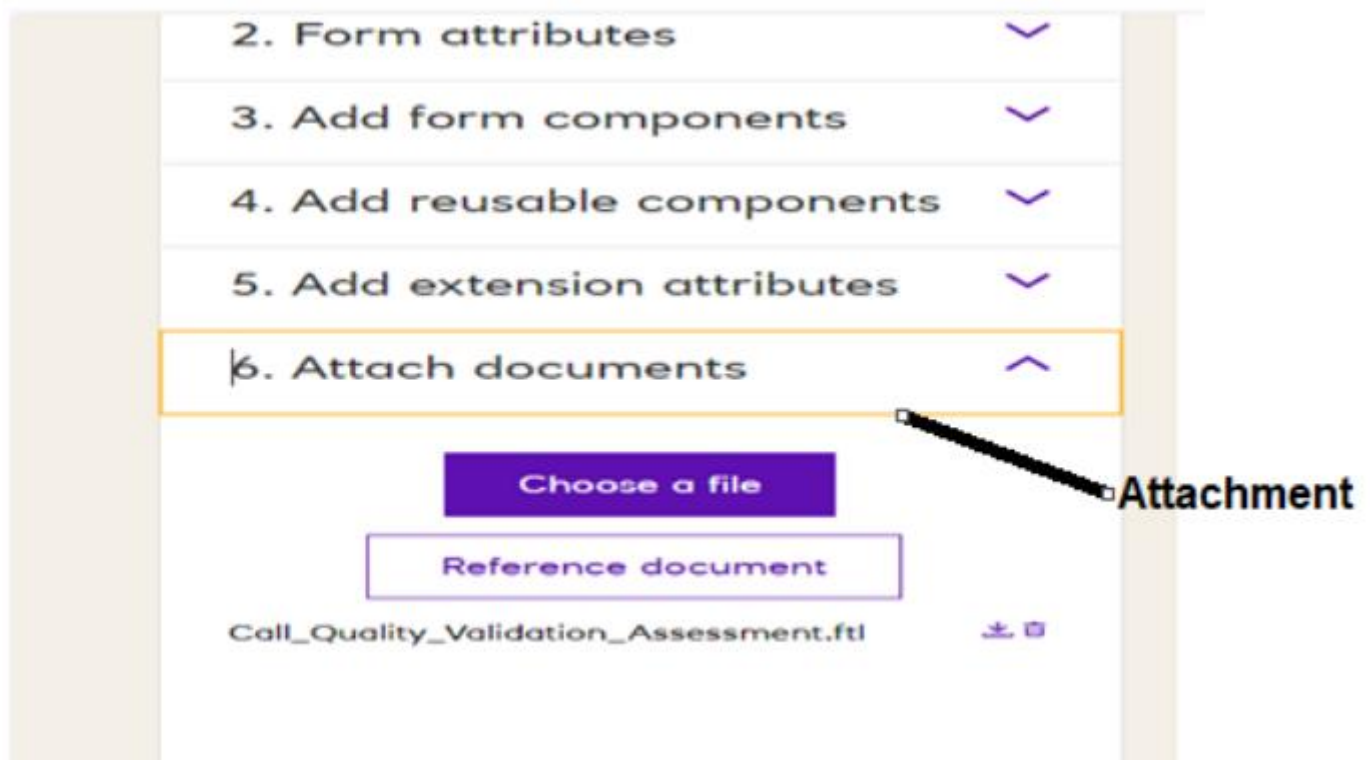 2. Form attributes
3. Add form components
4. Add reusable components
5. Add extension attributes
6. Attach documents
Choose a file
Attachment
Reference document
Call_Quality_Validation_Assessment.ftl